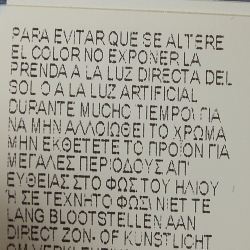 PARA EVITAR QUE SE ALTERE
EL COLOR NO EXPONER LA
PRENDA A LA LUZ DIRECTA DEL
SOL O A LA LUZ ARTIFICIAL
DURANTE MUCHO TIEMPO ΓΙΑ
ΝΑ ΜΗΝ ΑΛΛΟΙΩΘΕΙ ΤΟ ΧΡΩΜΑ
ΜΗΝ ΕΚΘΕΤΕΤΕ ΤΟ ΠΡΟΪΟΝ ΓΙΑ
ΜΕΓΑΛΕΣ ΠΕΡΙΟΔΟΥΣ ΑΠ'
ΕΥΘΕΙΑΣ ΣΤΟ ΦΩΣ ΤΟΥ ΗΛΙΟΥ
Ή ΣΕ ΤΕΧΝΗΤΟ ΦΩΣ NIET TE
LANG BLOOTSTELLEN AAN
DIRECT ZON- OF KUNSTLICHT
OM